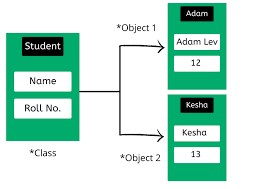 Student
Name
Roll No.
*Class
*Object 1
*Object 2
Adam
Adam Lev
12
Kesha
Kesha
13